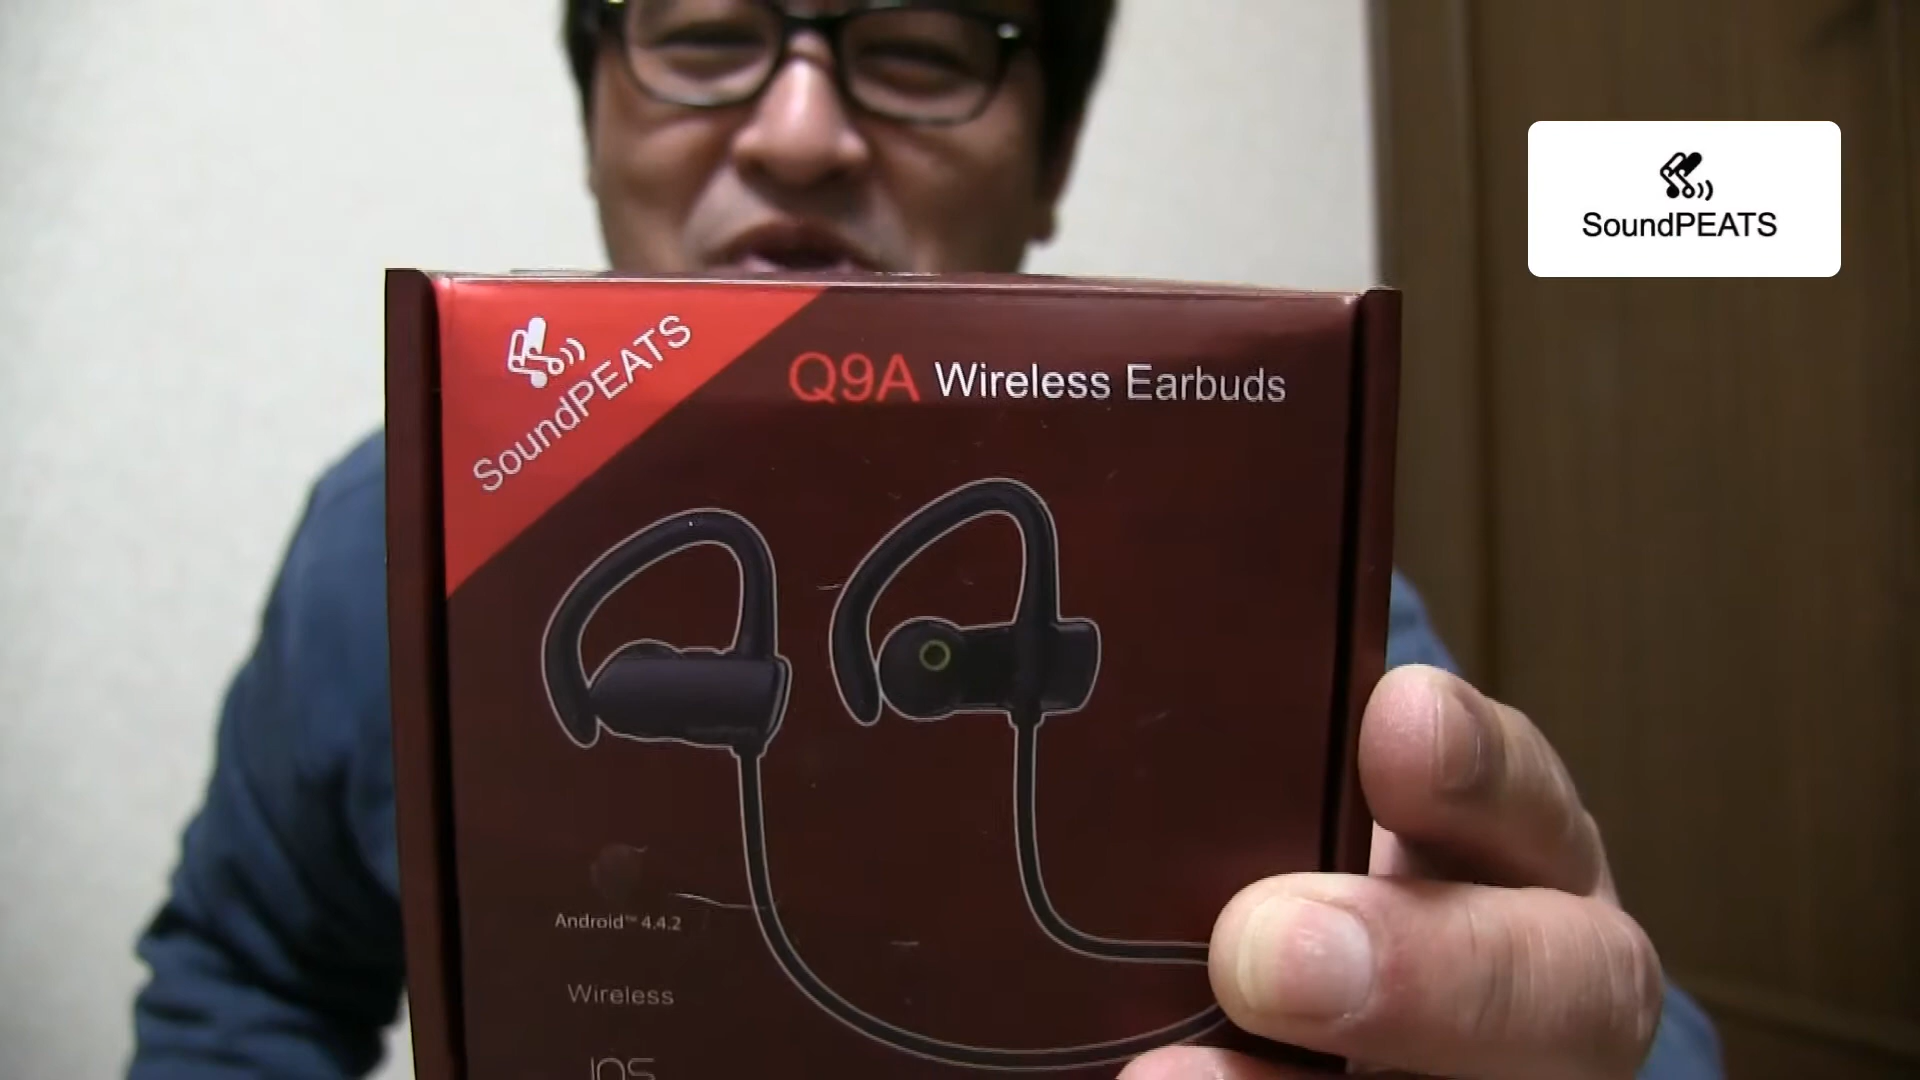 SoundPEATS
SoundPEATS
Q9A Wireless Earbuds
Android™ 4.4.2
Wireless